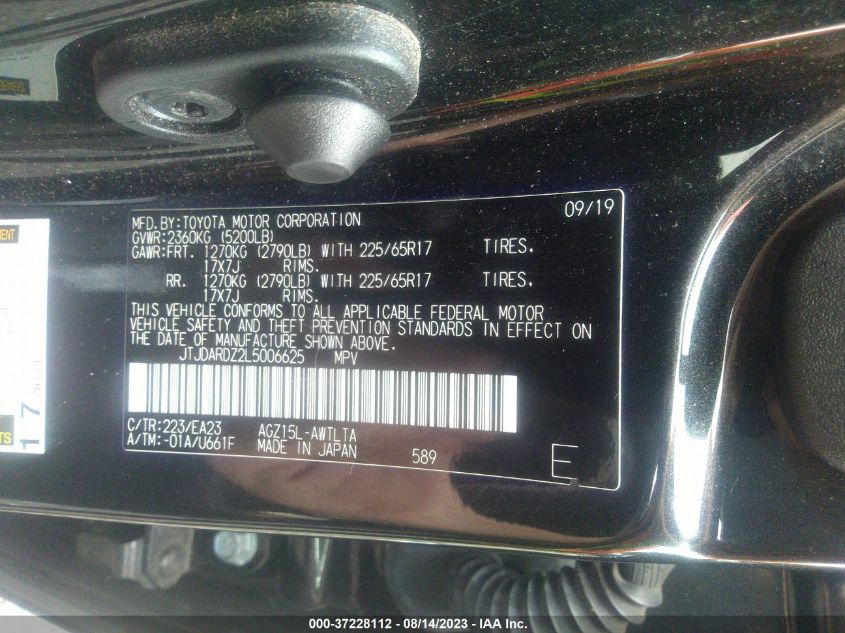 MENT
17
TS
MFD.BY:TOYOTA MOTOR CORPORATION 09/19
GVWR:2360KG (5200LB)
GAWR:FRT. 1270KG (2790LB) WITH 225/65R17 TIRES.
17X7J RIMS.
RR. 1270KG (2790LB) WITH 225/65R17 TIRES.
17X7J RIMS.
THIS VEHICLE CONFORMS TO ALL APPLICABLE FEDERAL MOTOR
VEHICLE SAFETY AND THEFT PREVENTION STANDARDS IN EFFECT ON
THE DATE OF MANUFACTURE SHOWN ABOVE.
JTJDARDZ2L5006625 MPV
C/TR:223/EA23 AGZ15L-AWTLTA
A/TM:-01A/U661F MADE IN JAPAN 589 E
000-37228112 - 08/14/2023 - IAA Inc.